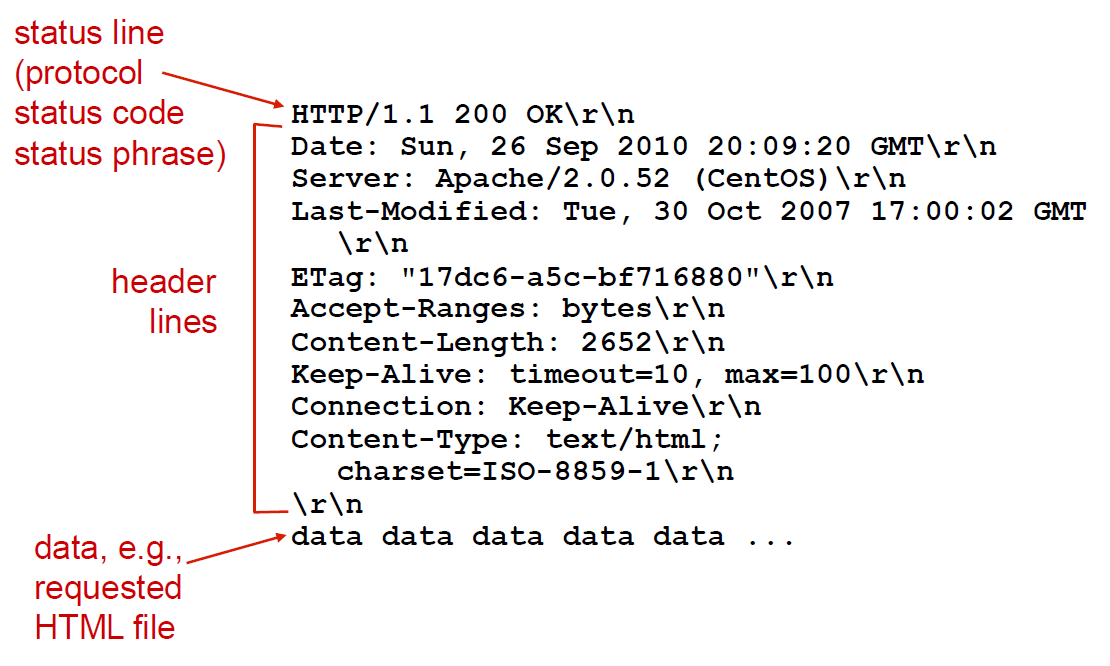 status line
(protocol
status code
status phrase)
HTTP/1.1 200 OK\r\n
Date: Sun, 26 Sep 2010 20:09:20 GMT\r\n
Server: Apache/2.0.52 (CentOS)\r\n
Last-Modified: Tue, 30 Oct 2007 17:00:02 GMT
\r\n
ETag: "17dc6-a5c-bf716880"\r\n
Accept-Ranges: bytes\r\n
Content-Length: 2652\r\n
Keep-Alive: timeout=10, max=100\r\n
Connection: Keep-Alive\r\n
Content-Type: text/html;
charset=ISO-8859-1\r\n
\r\n
data data data data data ...
header
lines
data, e.g.,
requested
HTML file